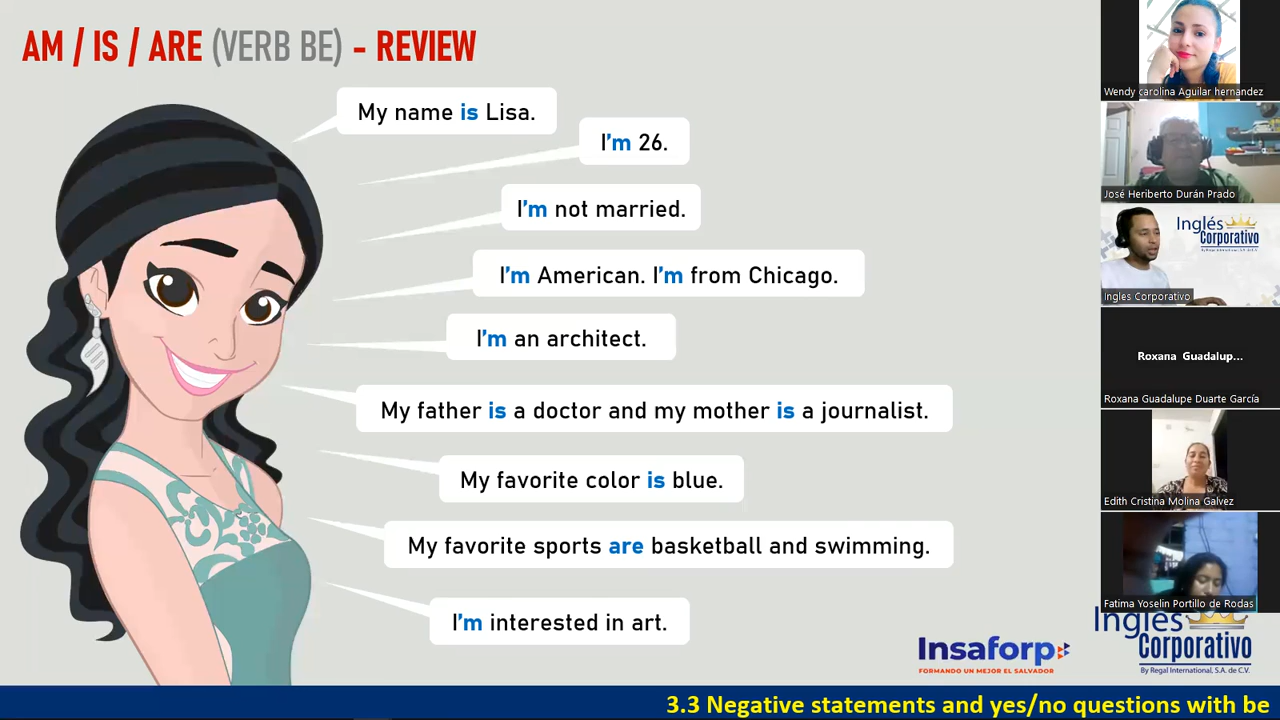 AM / IS / ARE (VERB BE) - REVIEW
My name is Lisa.
I'm 26.
I'm not married.
I'm American. I'm from Chicago.
I'm an architect.
My father is a doctor and my mother is a journalist.
My favorite color is blue.
My favorite sports are basketball and swimming.
I'm interested in art.
Insaforp
FORMANDO UN MEJOR EL SALVADOR
Inglés
Corporativo
By Regal International, S.A. de C.V.
3.3 Negative statements and yes/no questions with be
Wendy carolina Aguilar hernandez
José Heriberto Durán Prado
Inglés
Corporativo
By Regal International, S.A. de C.V.
Ingles Corporativo
Roxana Guadalup...
Roxana Guadalupe Duarte García
Edith Cristina Molina Galvez
Fatima Yoselin Portillo de Rodas